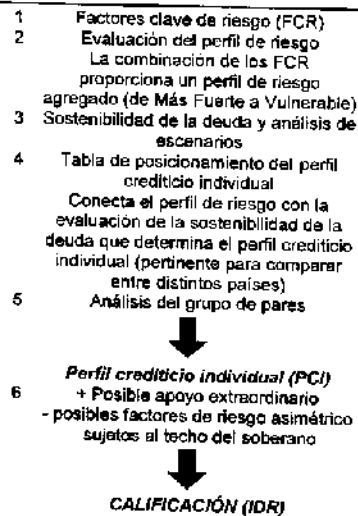 1 Factores clave de riesgo (FCR)
2 Evaluación del perfil de riesgo
La combinación de los FCR
proporciona un perfil de riesgo
agregado (de Más Fuerte a Vulnerable)
3 Sostenibilidad de la deuda y análisis de
escenarios
4 Tabla de posicionamiento del perfil
crediticio individual
Conecta el perfil de riesgo con la
evaluación de la sostenibilidad de la
deuda que determina el perfil crediticio
individual (pertinente para comparar
entre distintos países)
5 Análisis del grupo de pares
Perfil crediticio individual (PCI)
6 + Posible apoyo extraordinario
- posibles factores de riesgo asimétrico
sujetos al techo del soberano
CALIFICACIÓN (IDR)